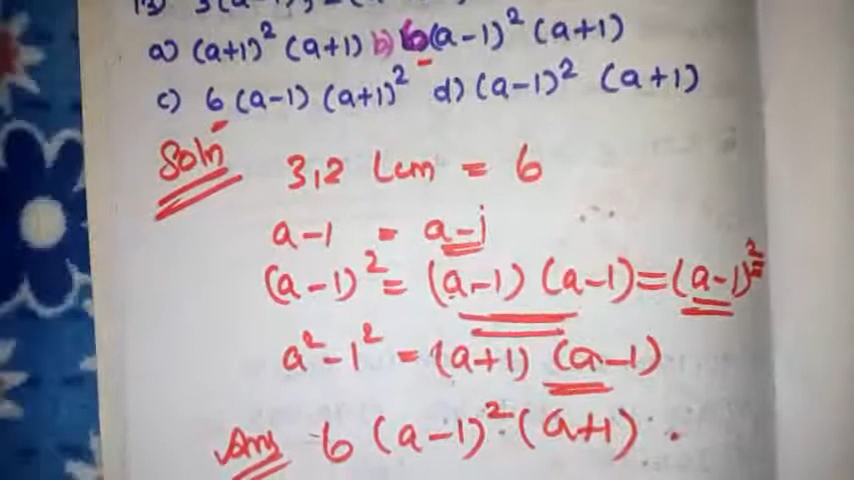 a) (a+1)² (a+1) b) 6(a-1)² (a+1)
c) 6 (a-1) (a+1)² d) (a-1)² (a+1)
Soln
3,2 Lcm = 6
a-1 = a-1
(a-1)² = (a-1) (a-1) = (a-1)²
a²-1² = (a+1) (a-1)
Ans 6 (a-1)² (a+1).